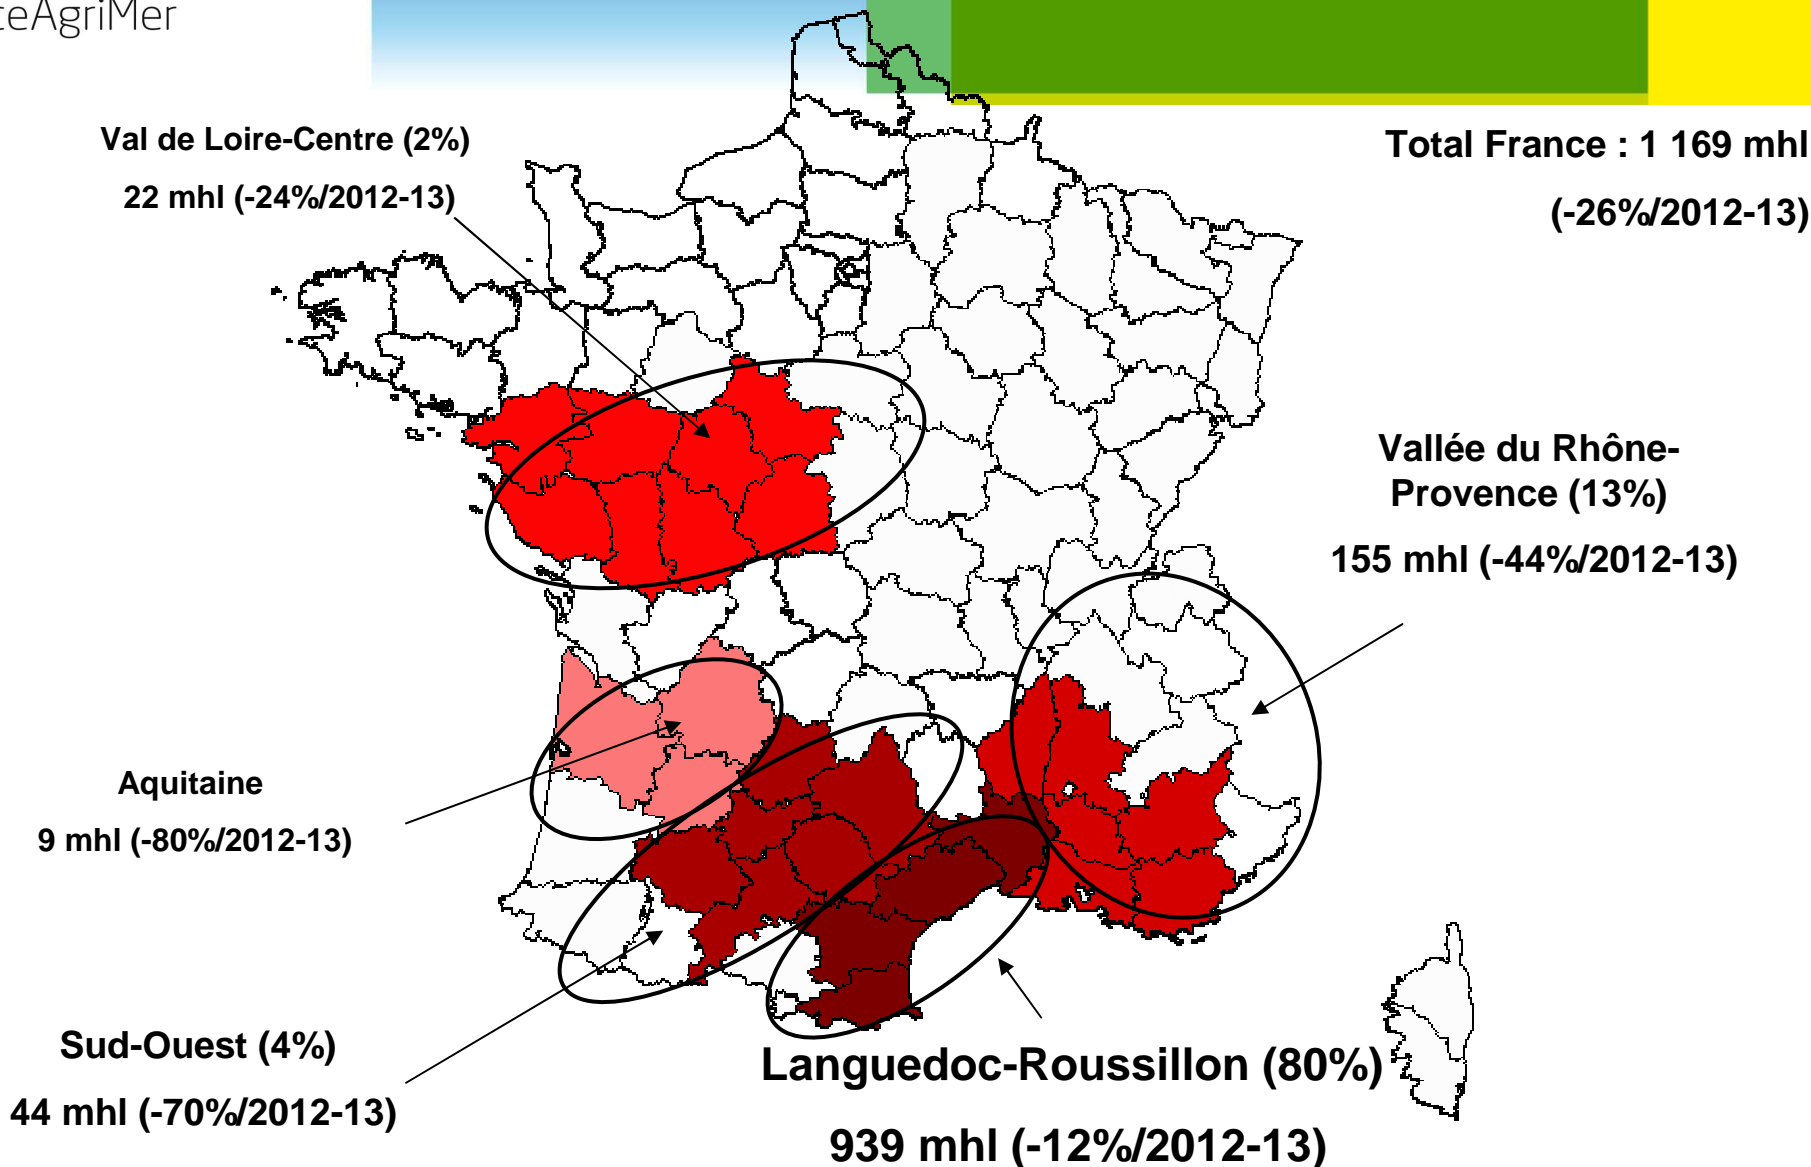 ceAgriMer
Val de Loire-Centre (2%)
22 mhl (-24%/2012-13)
Total France : 1 169 mhl
(-26%/2012-13)
Vallée du Rhône-
Provence (13%)
155 mhl (-44%/2012-13)
Aquitaine
9 mhl (-80%/2012-13)
Sud-Ouest (4%)
44 mhl (-70%/2012-13)
Languedoc-Roussillon (80%)
939 mhl (-12%/2012-13)